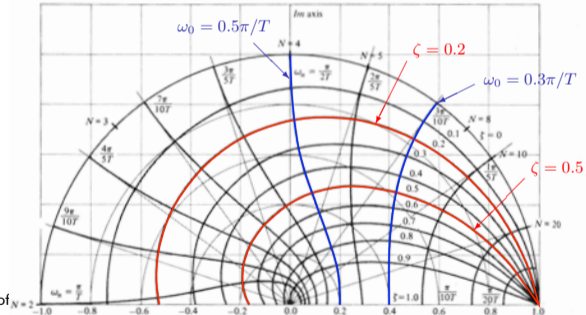 Im axis
ω₀ = 0.5π/T
ζ = 0.2
N = 4
N = 5
ωₙ = π/2T
3π/5T
2π/5T
ω₀ = 0.3π/T
7π/10T
3π/10T
N = 8
N = 3
0.1
ζ = 0
0.2
4π/5T
0.3
N = 10
0.4
π/5T
ζ = 0.5
0.5
0.6
9π/10T
0.7
N = 20
0.8
0.9
ωₙ = π/T
ζ = 1.0
π/10T
π/20T
of
N = 2
-1.0 -0.8 -0.6 -0.4 -0.2 0.0 0.2 0.4 0.6 0.8 1.0